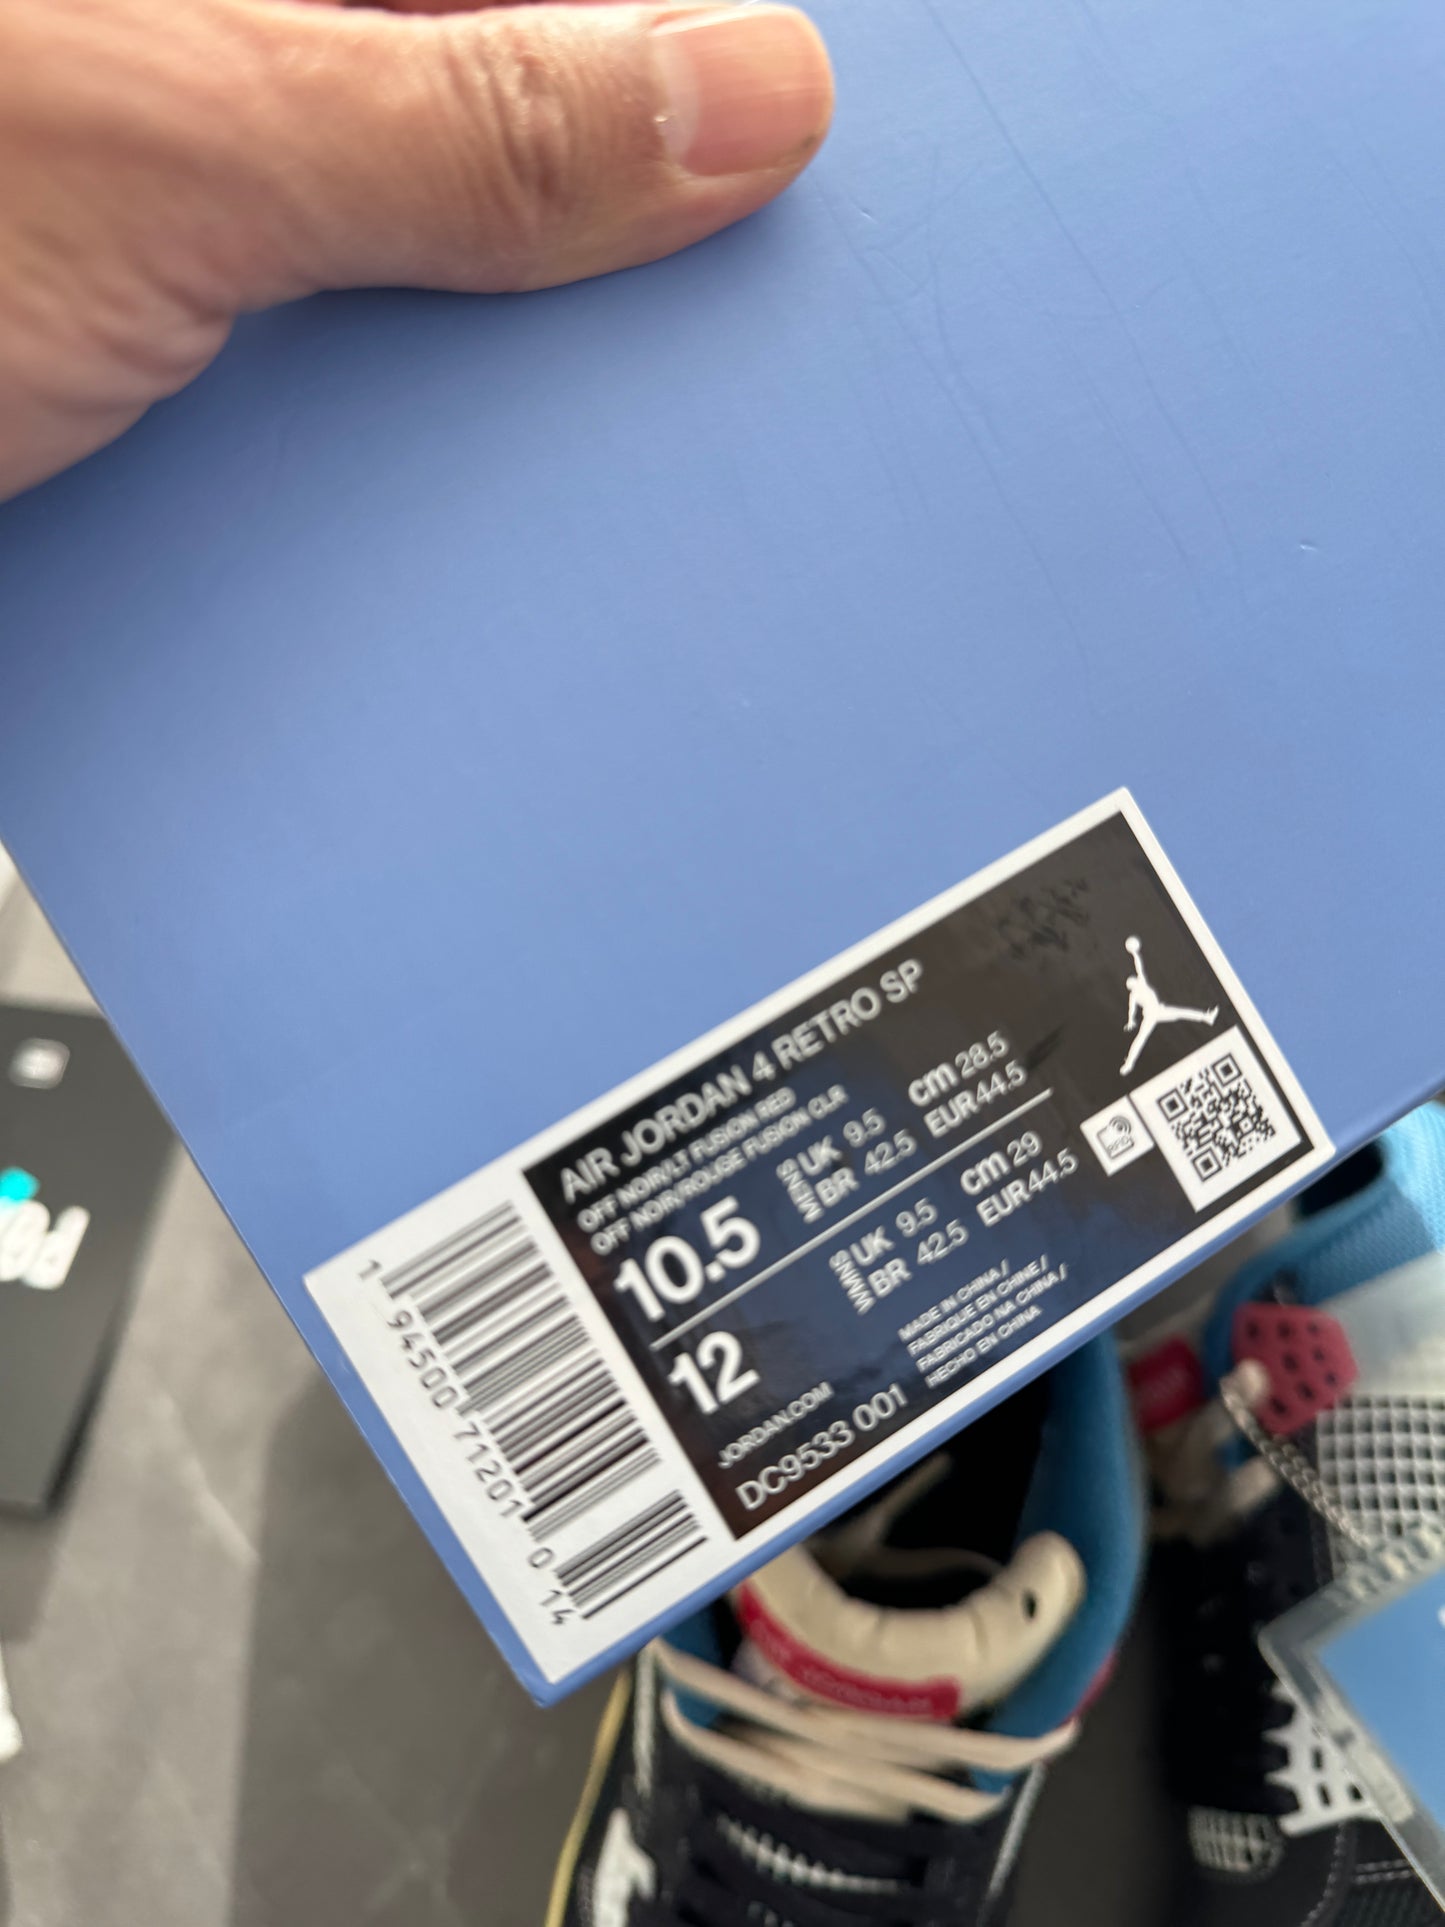 AIR JORDAN 4 RETRO SP
OFF NOIR/LT FUSION RED
OFF NOIR/ROUGE FUSION CLR
10.5 MENS UK 9.5 cm 28.5
BR 42.5 EUR 44.5
12 WMNS UK 9.5 cm 29
BR 42.5 EUR 44.5
MADE IN CHINA /
FABRIQUE EN CHINE /
FABRICADO NA CHINA /
HECHO EN CHINA
JORDAN.COM
DC9533 001
RFID
1 94500 71201 0 14